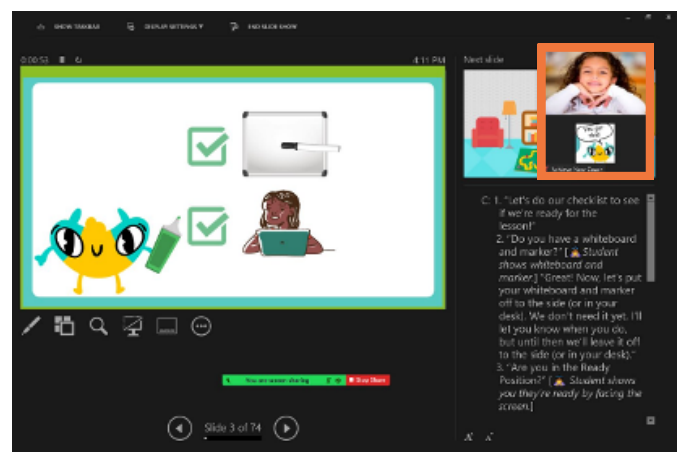 SHOW TASKBAR DISPLAY SETTINGS ▼ END SLIDE SHOW
0:00:53 4:11 PM Next slide
You got this!
C: 1. "Let's do our checklist to see
if we're ready for the
lesson!"
2. "Do you have a whiteboard
and marker?" [Student
shows whiteboard and
marker.] "Great! Now, let's put
your whiteboard and marker
off to the side (or in your
desk). We don't need it yet. I'll
let you know when you do,
but until then we'll leave it off
to the side (or in your desk)."
3. "Are you in the Ready
Position?" [Student shows
you they're ready by facing the
screen.]
You are screen sharing Stop Share
Slide 3 of 74
A A